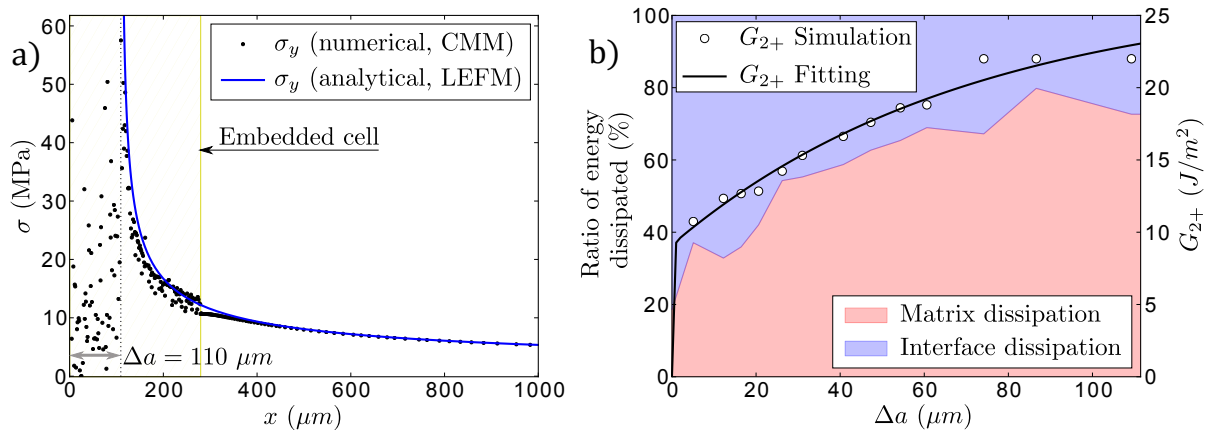 a)
σy (numerical, CMM)
σy (analytical, LEFM)
Embedded cell
Δa = 110 μm
σ (MPa)
60
50
40
30
20
10
0
0 200 400 600 800 1000
x (μm)
b)
G2+ Simulation
G2+ Fitting
Matrix dissipation
Interface dissipation
Ratio of energy
dissipated (%)
100
80
60
40
20
0
0 20 40 60 80 100
Δa (μm)
25
20
15
10
5
0
G2+ (J/m²)